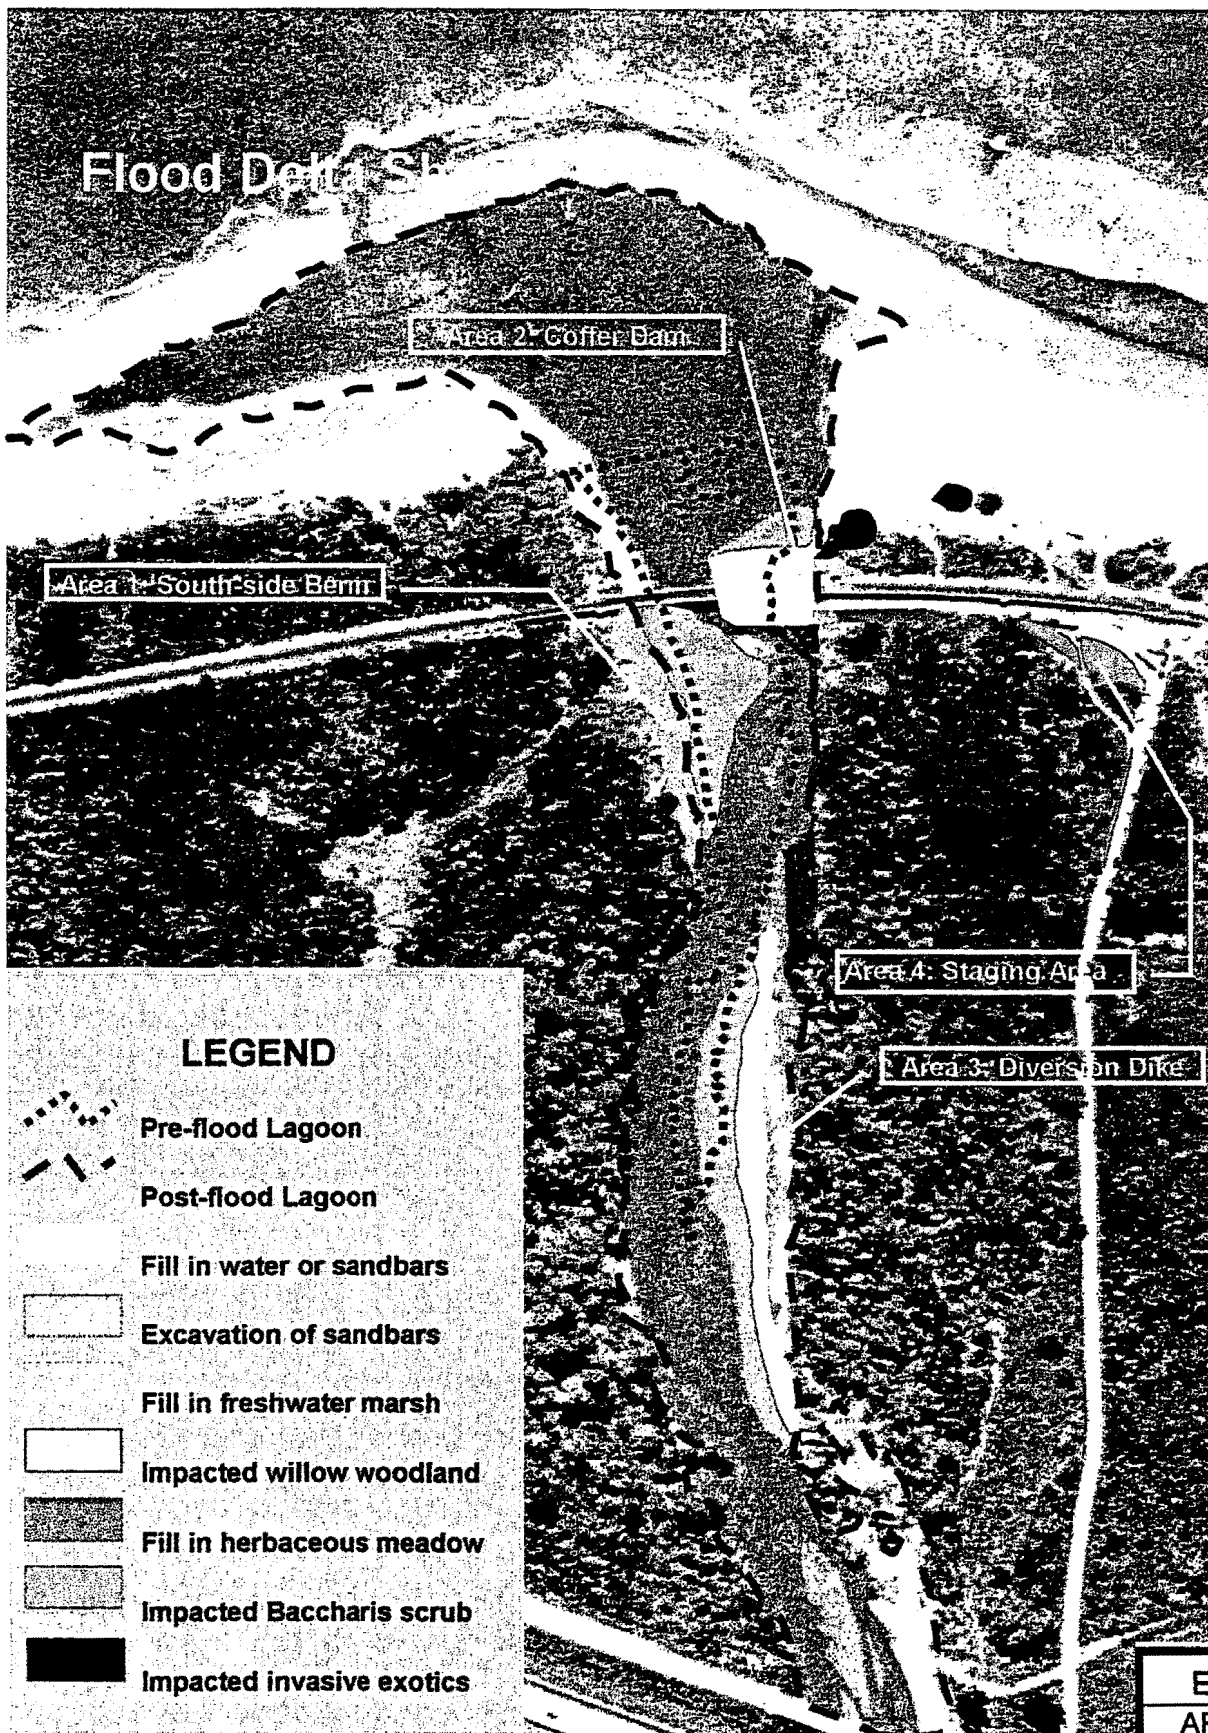 Flood Delta Sh
Area 2: Coffer Dam
Area 1: South-side Berm
Area 4: Staging Area
Area 3: Diversion Dike
LEGEND
Pre-flood Lagoon
Post-flood Lagoon
Fill in water or sandbars
Excavation of sandbars
Fill in freshwater marsh
Impacted willow woodland
Fill in herbaceous meadow
Impacted Baccharis scrub
Impacted invasive exotics
E